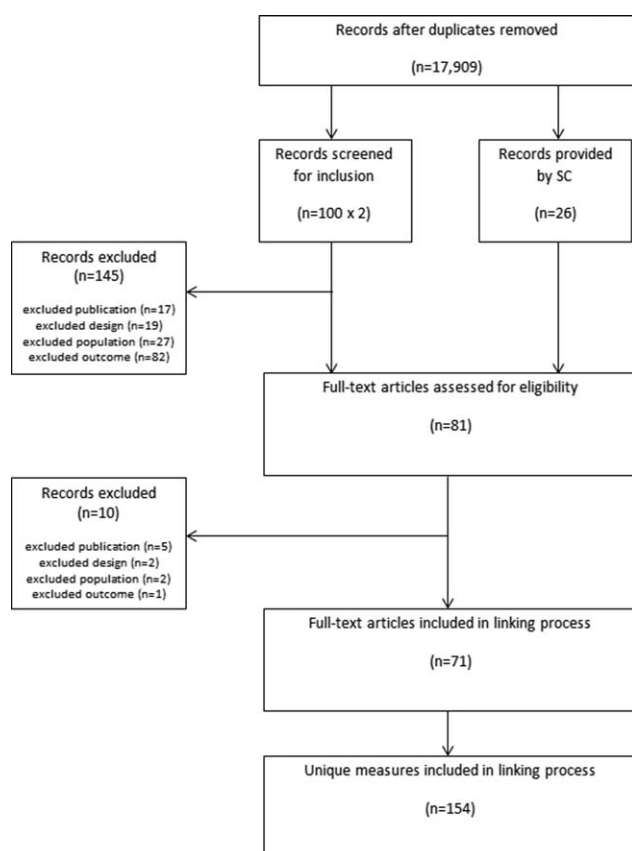 Records after duplicates removed
(n=17,909)
Records screened
for inclusion
(n=100 x 2)
Records provided
by SC
(n=26)
Records excluded
(n=145)
excluded publication (n=17)
excluded design (n=19)
excluded population (n=27)
excluded outcome (n=82)
Full-text articles assessed for eligibility
(n=81)
Records excluded
(n=10)
excluded publication (n=5)
excluded design (n=2)
excluded population (n=2)
excluded outcome (n=1)
Full-text articles included in linking process
(n=71)
Unique measures included in linking process
(n=154)